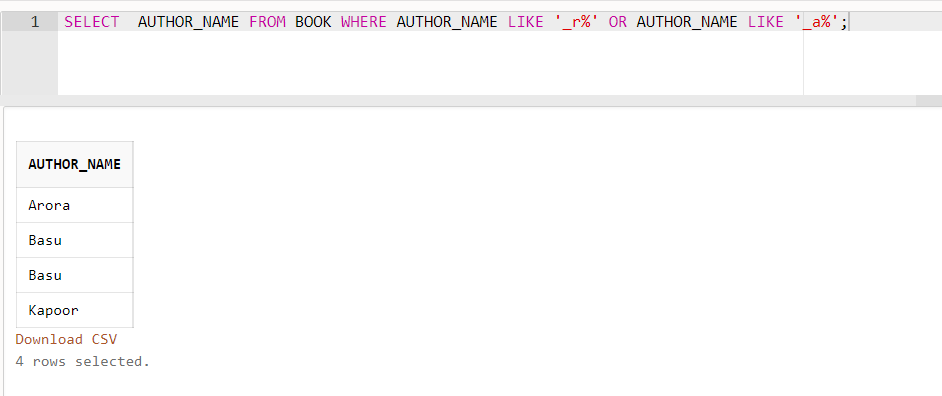 1 SELECT  AUTHOR_NAME FROM BOOK WHERE AUTHOR_NAME LIKE '_r%' OR AUTHOR_NAME LIKE '_a%';
AUTHOR_NAME
Arora
Basu
Basu
Kapoor
Download CSV
4 rows selected.